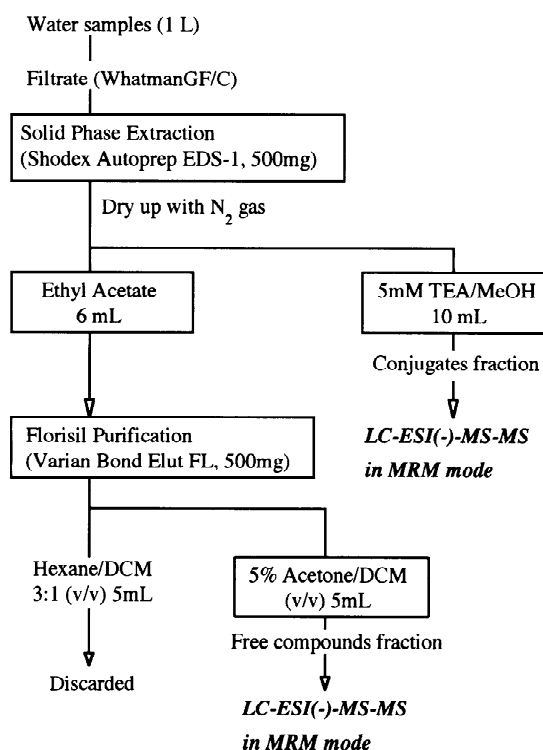 Water samples (1 L)
Filtrate (WhatmanGF/C)
Solid Phase Extraction
(Shodex Autoprep EDS-1, 500mg)
Dry up with N2 gas
Ethyl Acetate
6 mL
5mM TEA/MeOH
10 mL
Conjugates fraction
LC-ESI(-)-MS-MS
in MRM mode
Florisil Purification
(Varian Bond Elut FL, 500mg)
Hexane/DCM
3:1 (v/v) 5mL
Discarded
5% Acetone/DCM
(v/v) 5mL
Free compounds fraction
LC-ESI(-)-MS-MS
in MRM mode